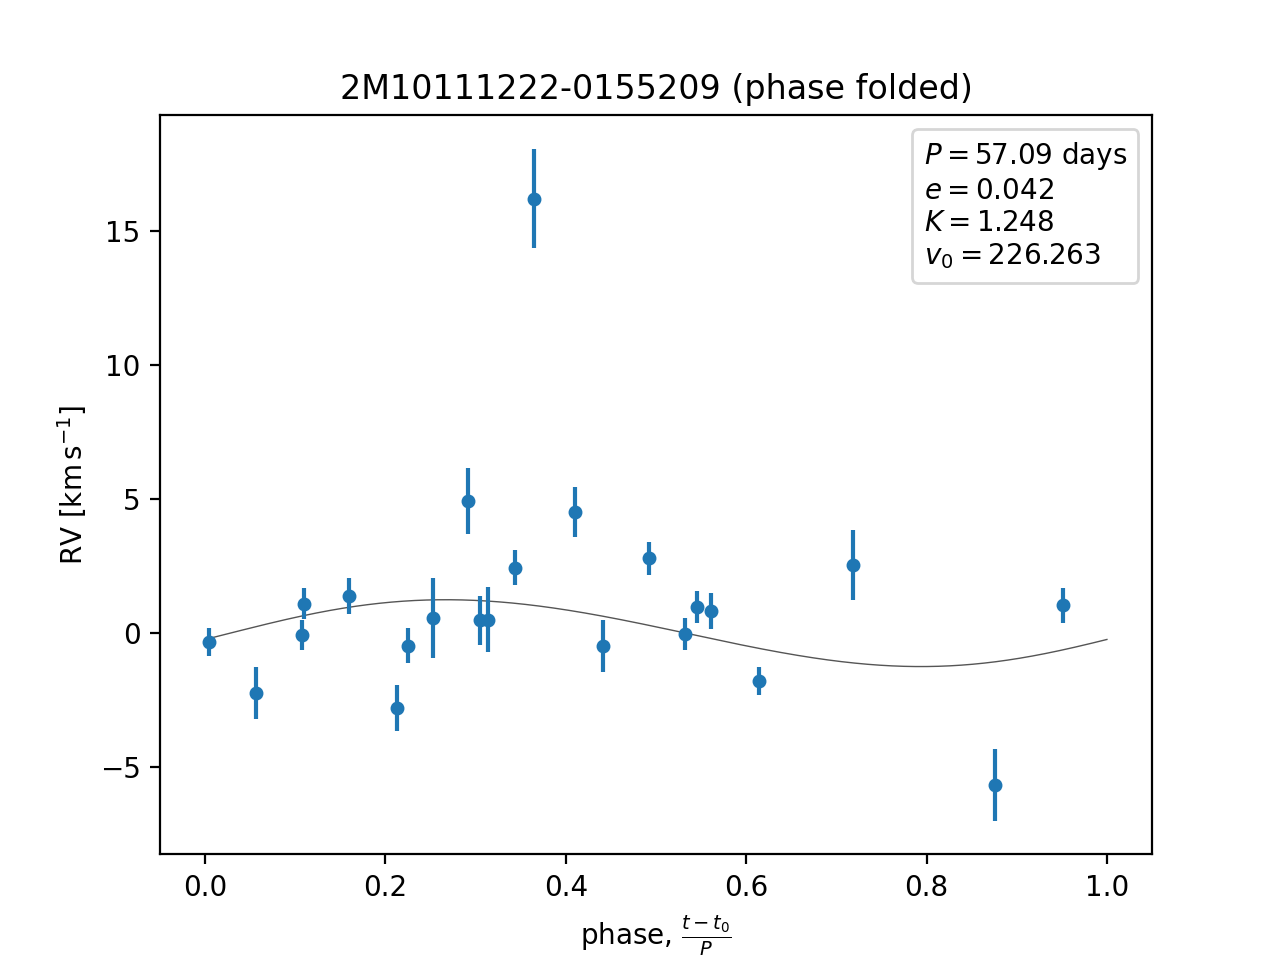 2M10111222-0155209 (phase folded)
P = 57.09 days
e = 0.042
K = 1.248
v₀ = 226.263
RV [km s⁻¹]
15
10
5
0
−5
0.0 0.2 0.4 0.6 0.8 1.0
phase, (t − t₀)/P